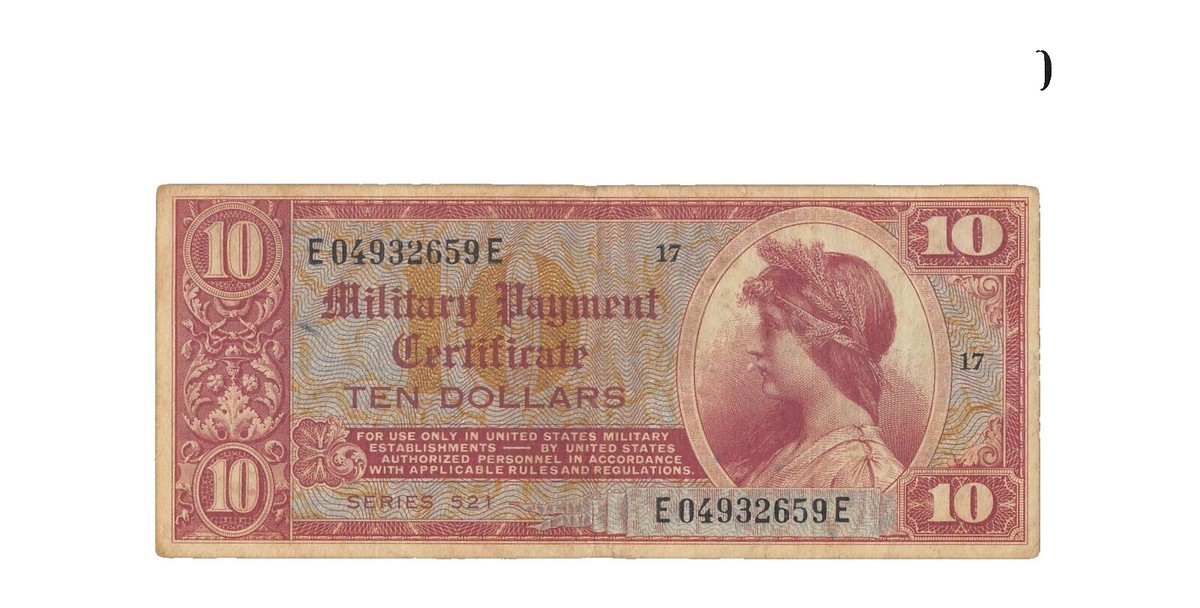 )
10
10
E04932659E 17
Military Payment
Certificate
TEN DOLLARS
17
FOR USE ONLY IN UNITED STATES MILITARY
ESTABLISHMENTS — BY UNITED STATES
AUTHORIZED PERSONNEL IN ACCORDANCE
WITH APPLICABLE RULES AND REGULATIONS.
10
SERIES 521
E04932659E
10